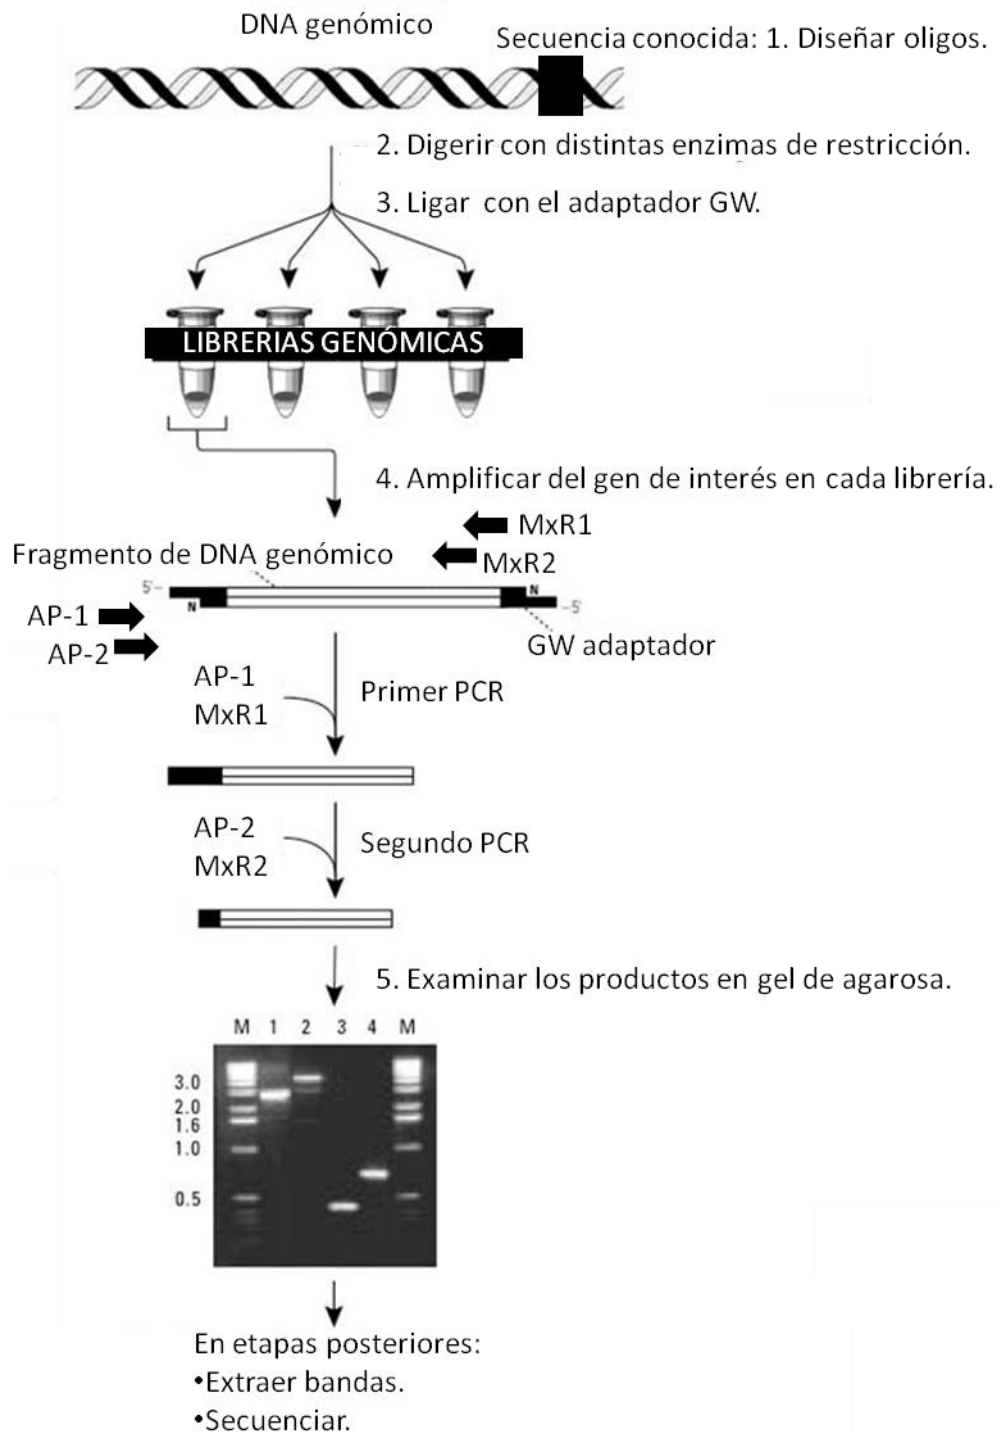 DNA genómico
Secuencia conocida: 1. Diseñar oligos.
2. Digerir con distintas enzimas de restricción.
3. Ligar con el adaptador GW.
LIBRERIAS GENÓMICAS
4. Amplificar del gen de interés en cada librería.
MxR1
Fragmento de DNA genómico
MxR2
5'
N
N
5'
AP-1
AP-2
GW adaptador
AP-1
MxR1
Primer PCR
AP-2
MxR2
Segundo PCR
5. Examinar los productos en gel de agarosa.
M 1 2 3 4 M
3.0
2.0
1.6
1.0
0.5
En etapas posteriores:
•Extraer bandas.
•Secuenciar.